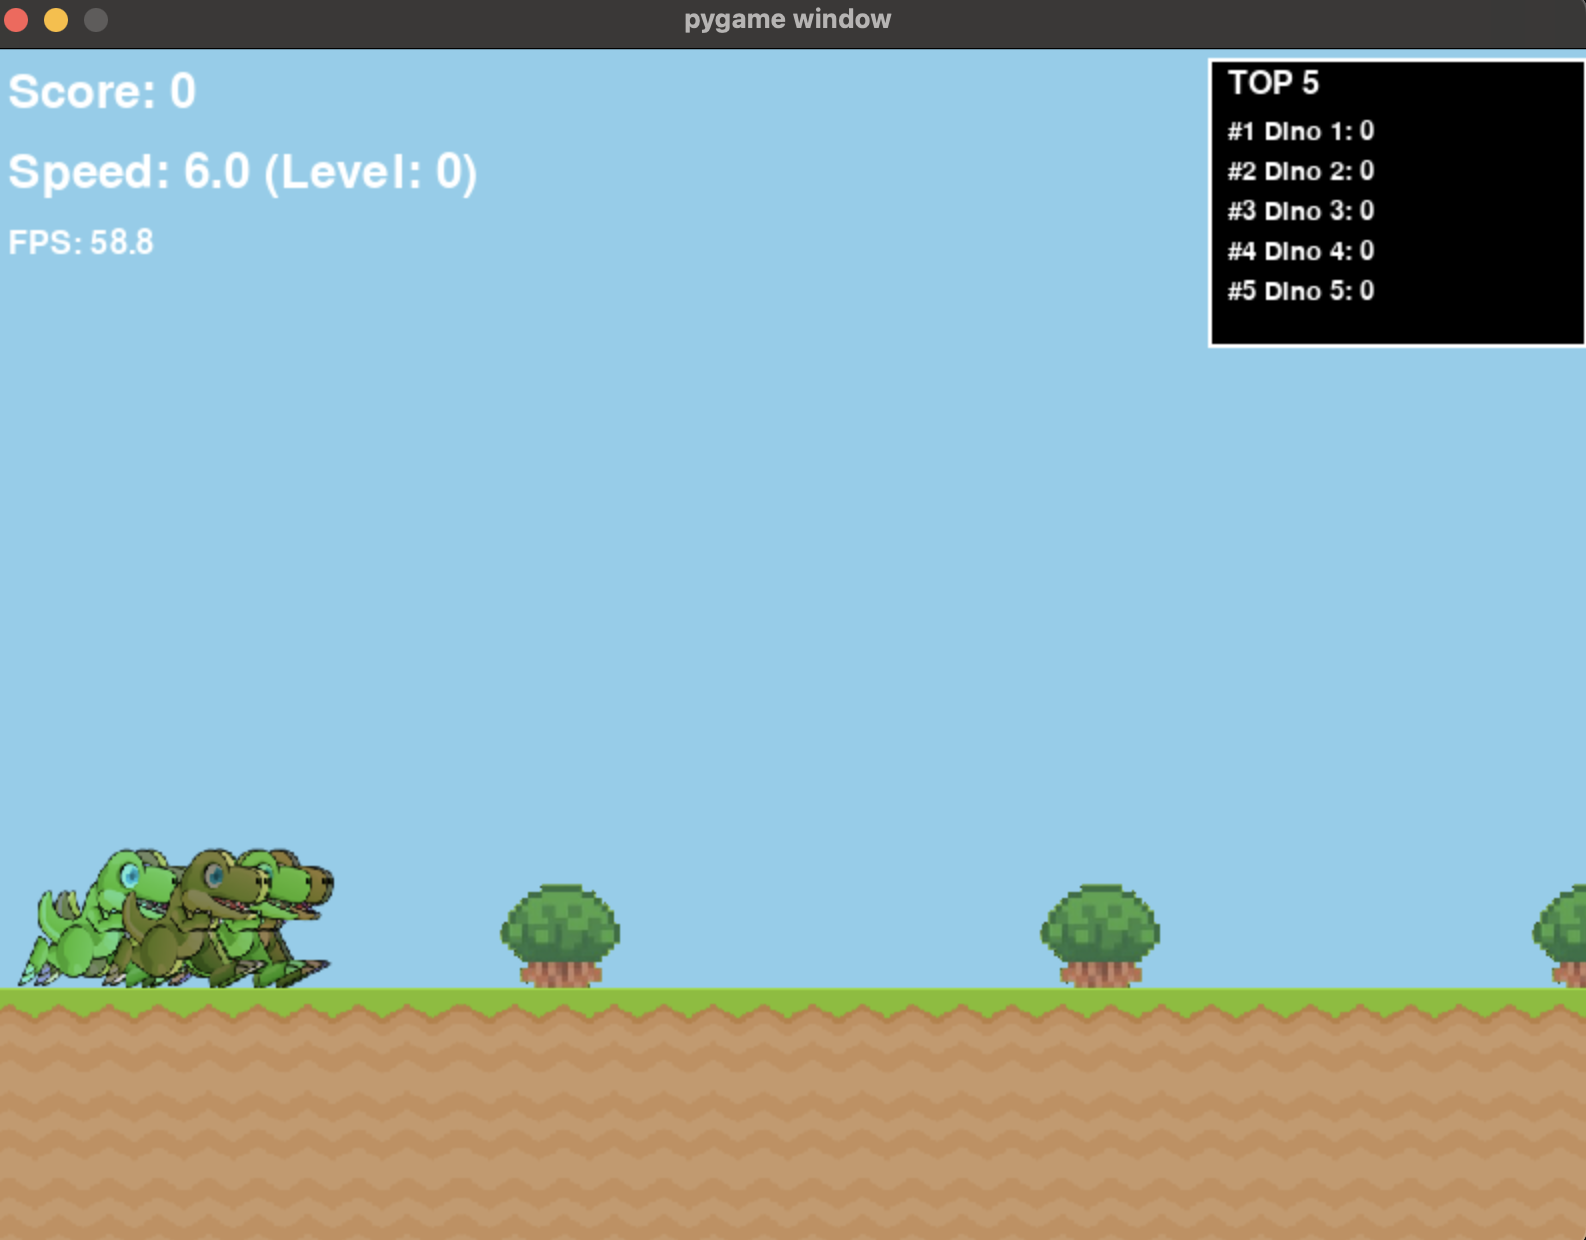 pygame window
Score: 0
Speed: 6.0 (Level: 0)
FPS: 58.8
TOP 5
#1 Dino 1: 0
#2 Dino 2: 0
#3 Dino 3: 0
#4 Dino 4: 0
#5 Dino 5: 0